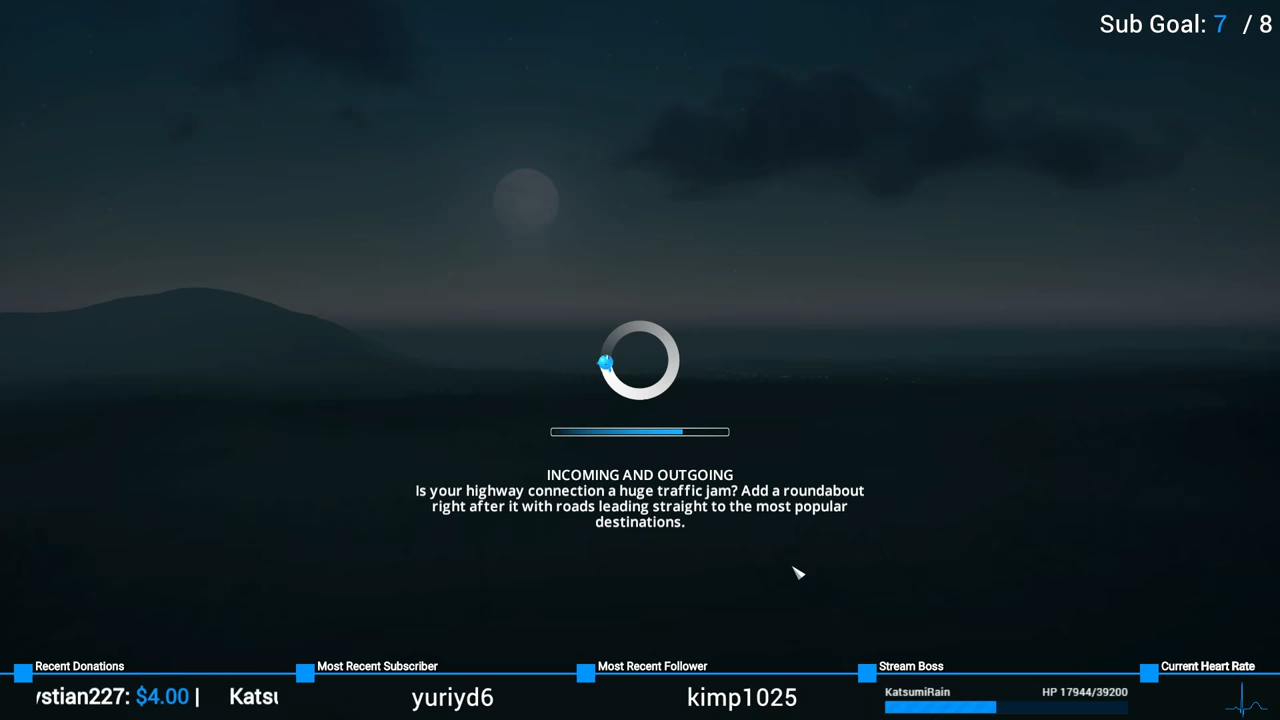 Sub Goal: 7 / 8
INCOMING AND OUTGOING
Is your highway connection a huge traffic jam? Add a roundabout
right after it with roads leading straight to the most popular
destinations.
Recent Donations
ystian227: $4.00 |
Most Recent Subscriber
yuriyd6
Most Recent Follower
kimp1025
Stream Boss
KatsumiRain HP 17944/39200
Current Heart Rate